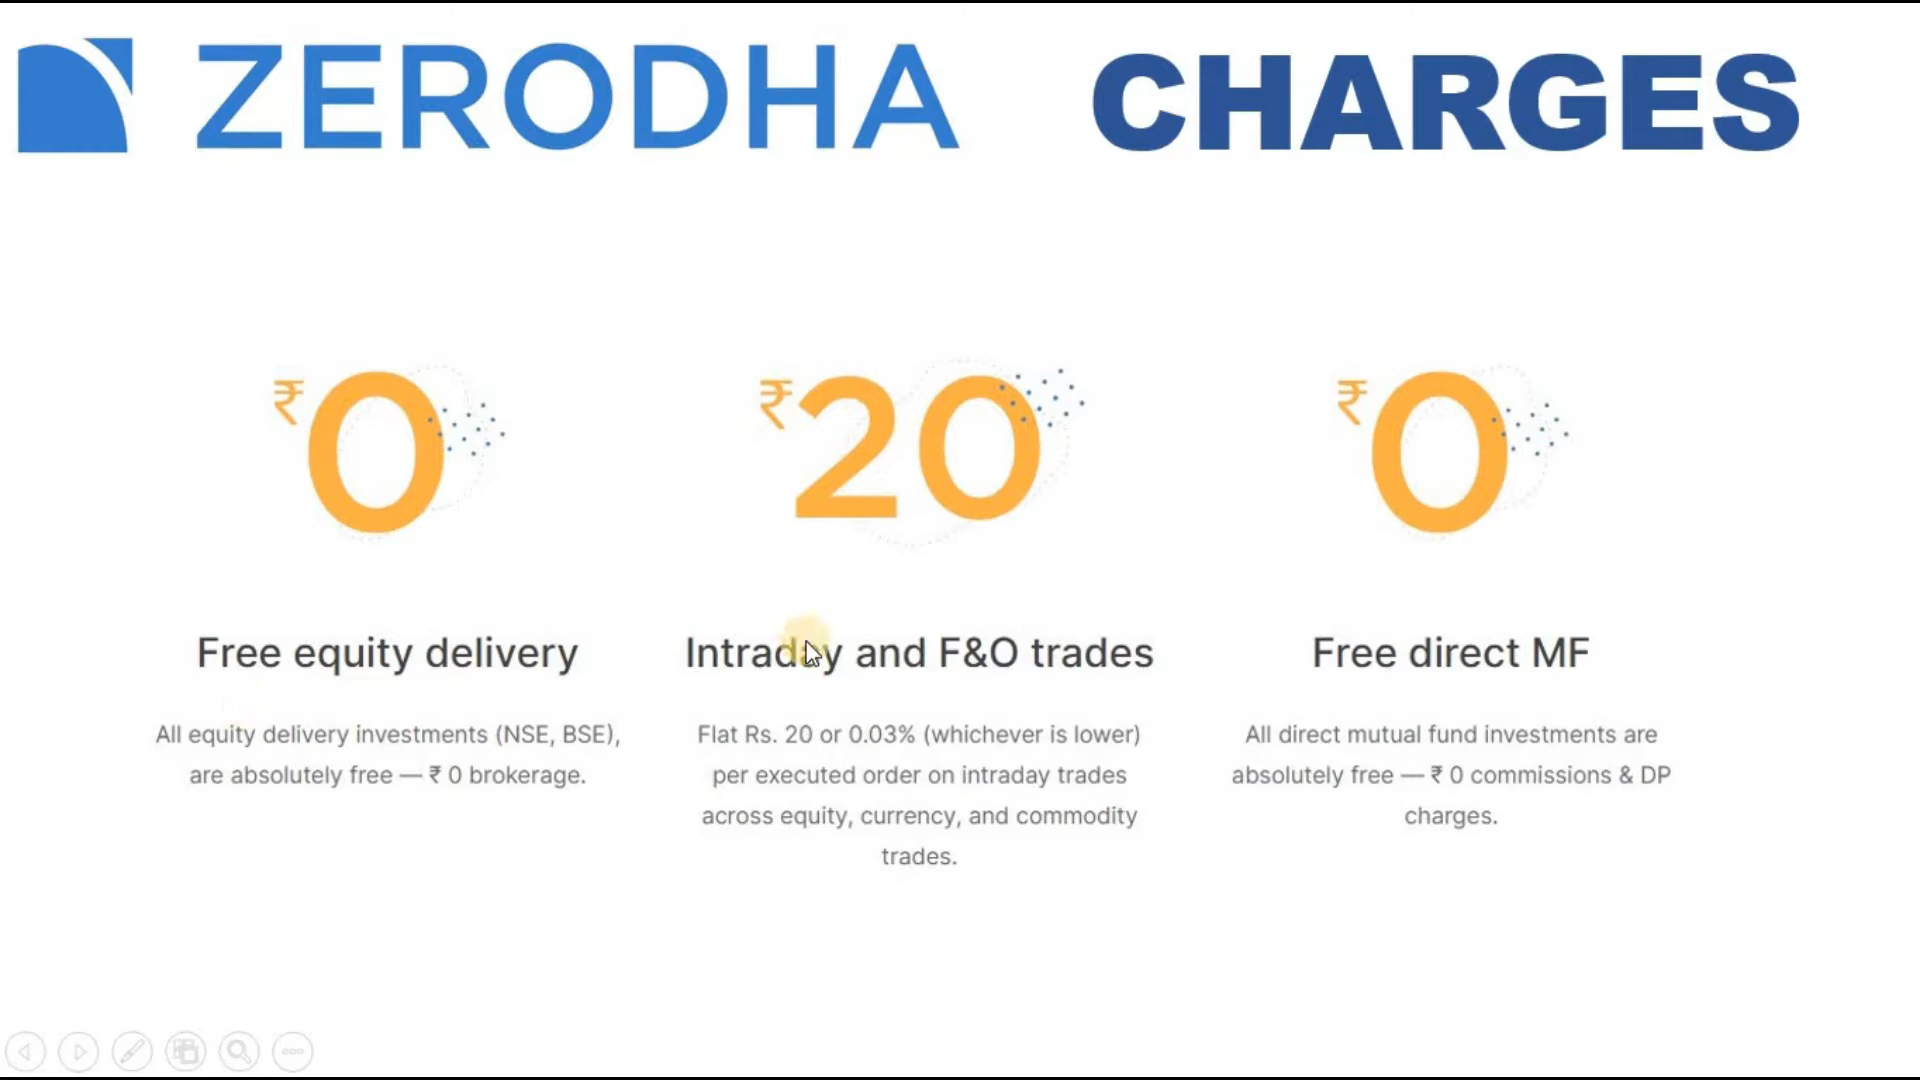 ZERODHA CHARGES
₹0
₹20
₹0
Free equity delivery
All equity delivery investments (NSE, BSE),
are absolutely free — ₹ 0 brokerage.
Intraday and F&O trades
Flat Rs. 20 or 0.03% (whichever is lower)
per executed order on intraday trades
across equity, currency, and commodity
trades.
Free direct MF
All direct mutual fund investments are
absolutely free — ₹ 0 commissions & DP
charges.